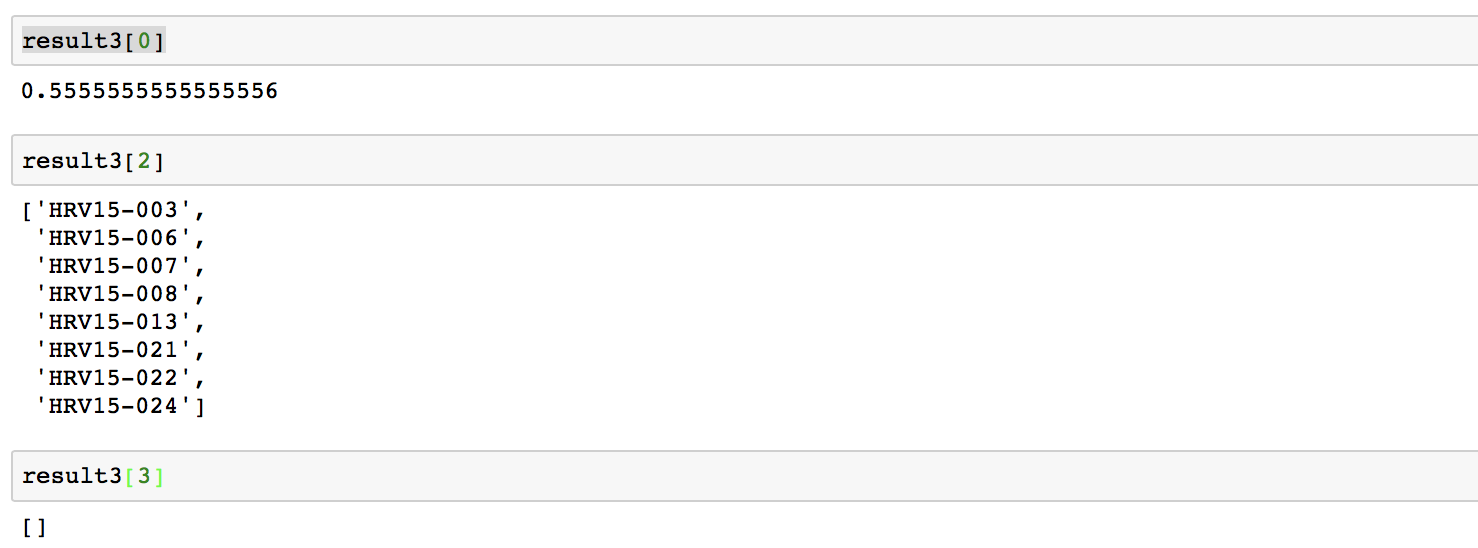 result3[0]
0.5555555555555556
result3[2]
['HRV15-003',
 'HRV15-006',
 'HRV15-007',
 'HRV15-008',
 'HRV15-013',
 'HRV15-021',
 'HRV15-022',
 'HRV15-024']
result3[3]
[]